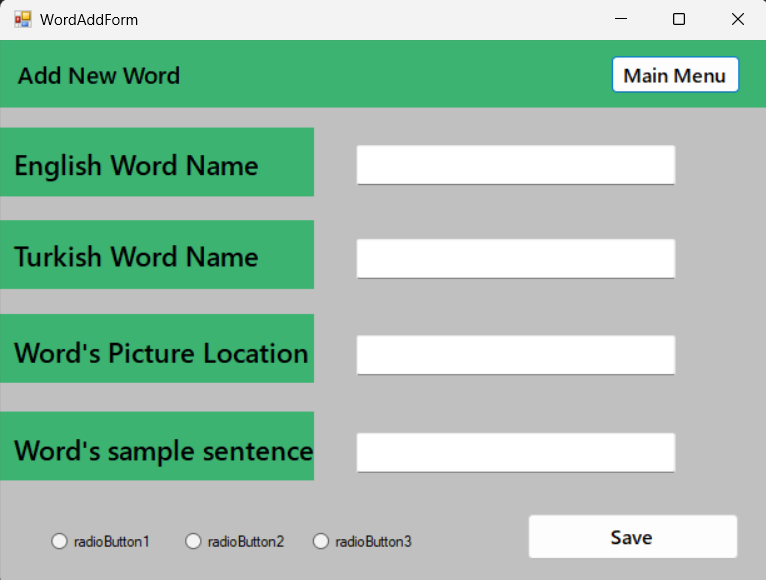 WordAddForm
Add New Word
Main Menu
English Word Name
Turkish Word Name
Word's Picture Location
Word's sample sentence
radioButton1
radioButton2
radioButton3
Save